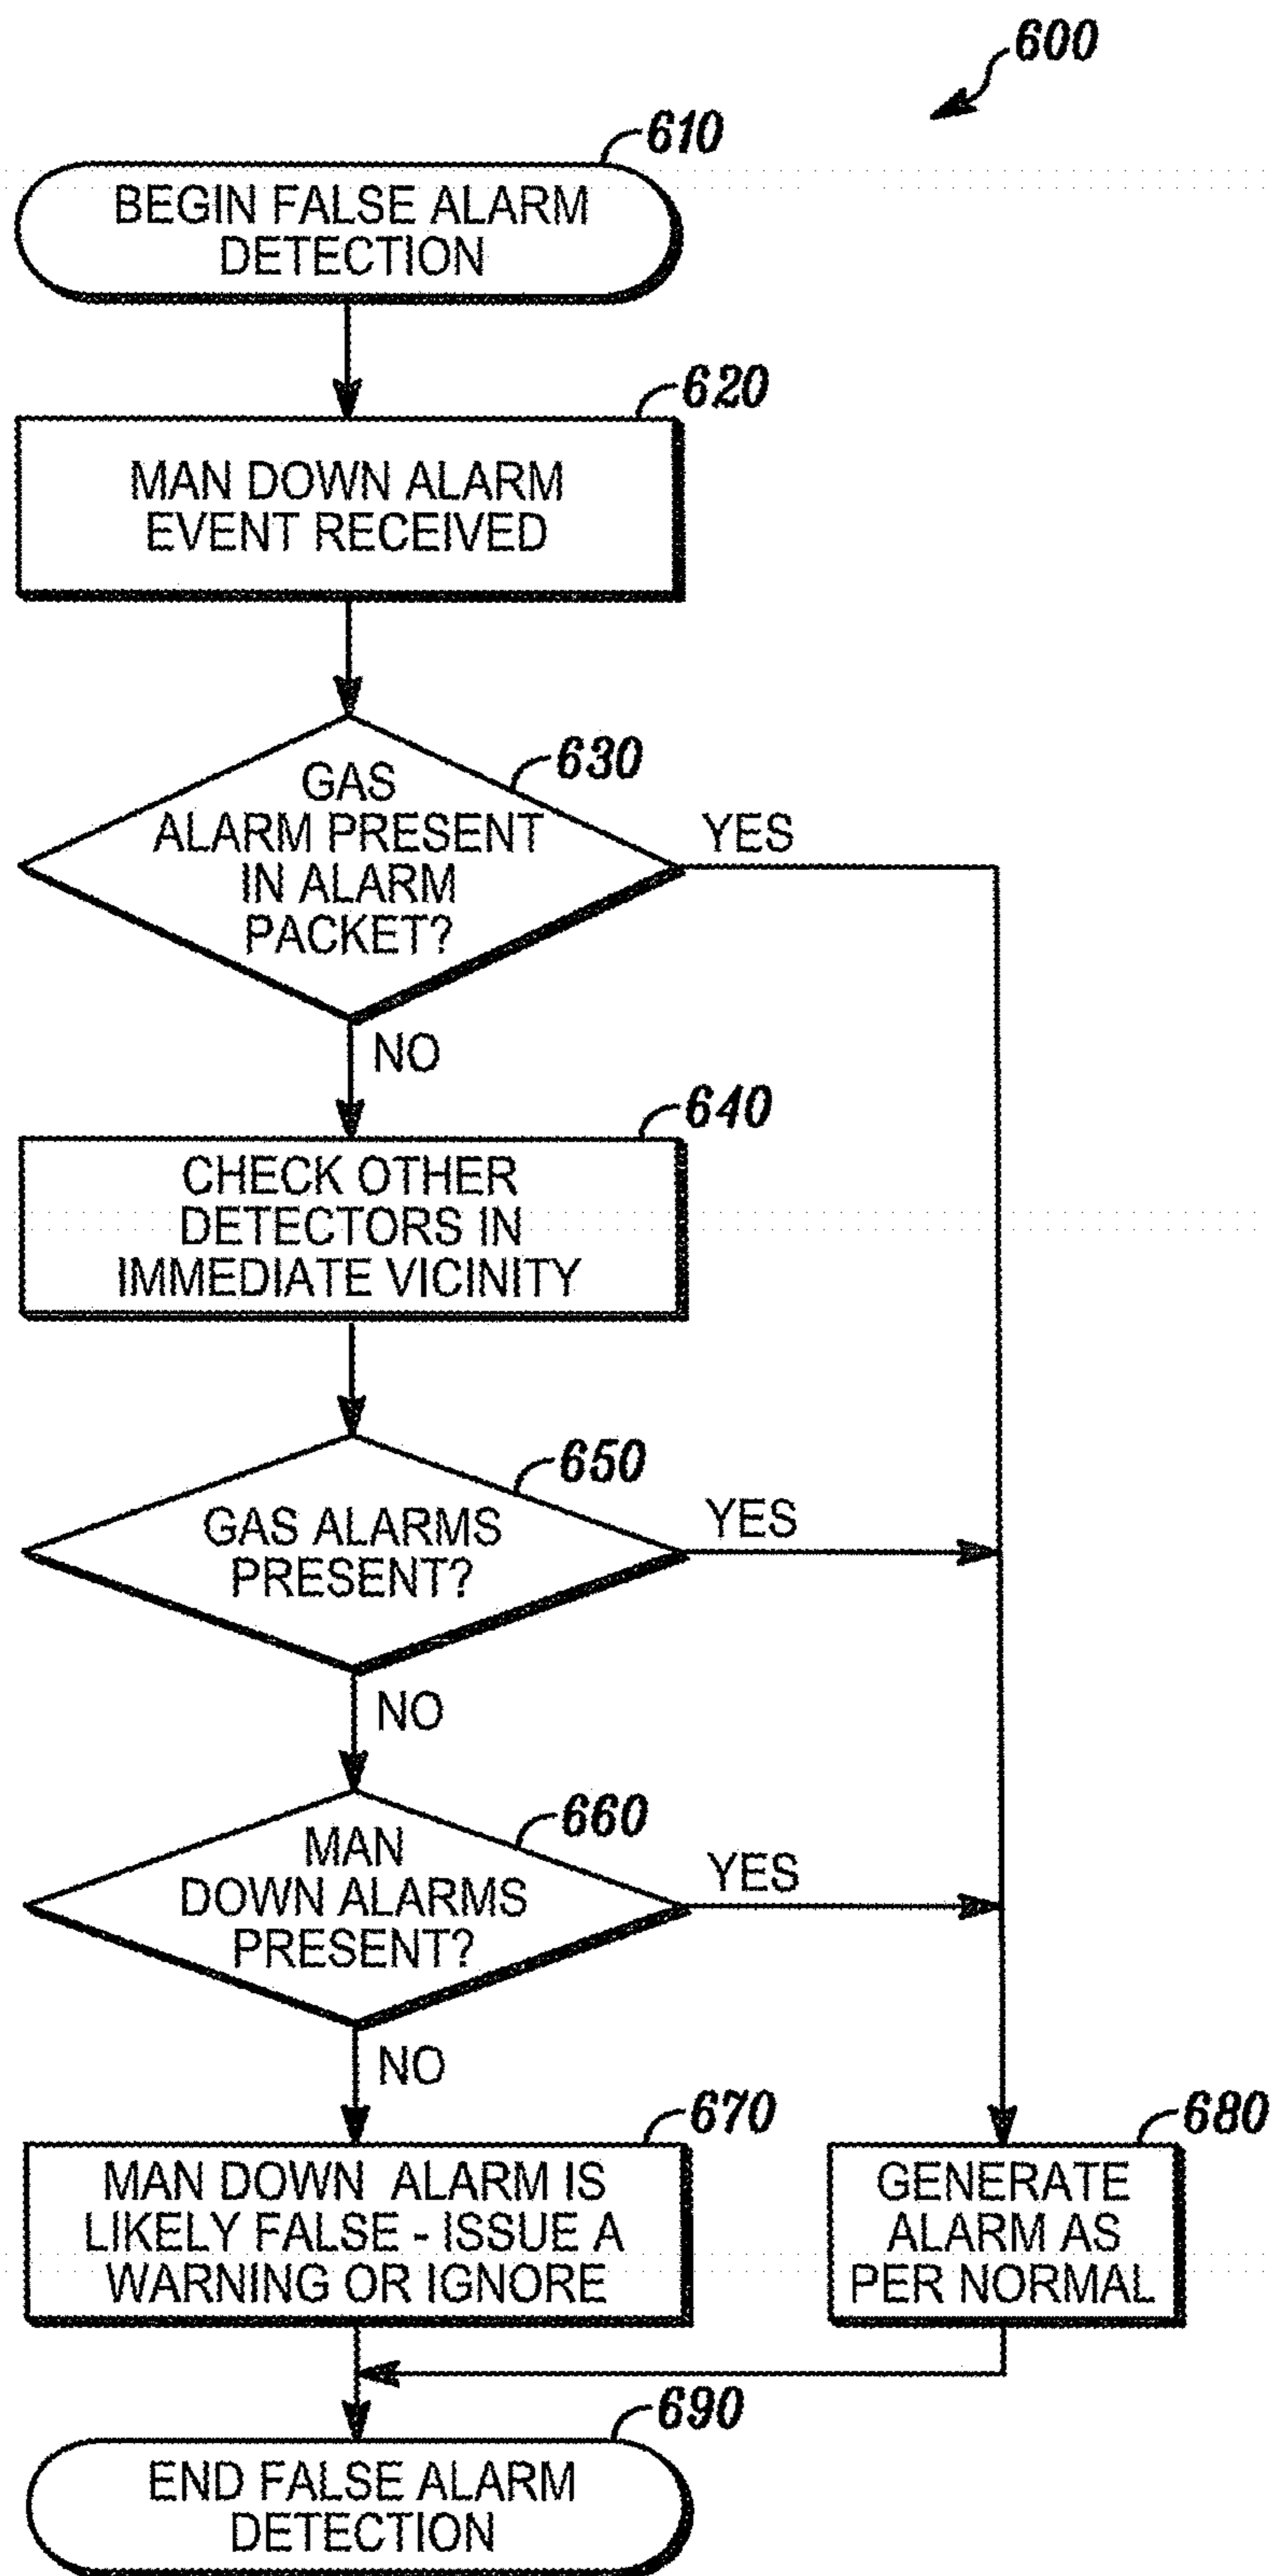 600
610
BEGIN FALSE ALARM
DETECTION
620
MAN DOWN ALARM
EVENT RECEIVED
630
GAS
ALARM PRESENT
IN ALARM
PACKET?
YES
NO
640
CHECK OTHER
DETECTORS IN
IMMEDIATE VICINITY
650
GAS ALARMS
PRESENT?
YES
NO
660
MAN
DOWN ALARMS
PRESENT?
YES
NO
670
MAN DOWN ALARM IS
LIKELY FALSE - ISSUE A
WARNING OR IGNORE
680
GENERATE
ALARM AS
PER NORMAL
690
END FALSE ALARM
DETECTION